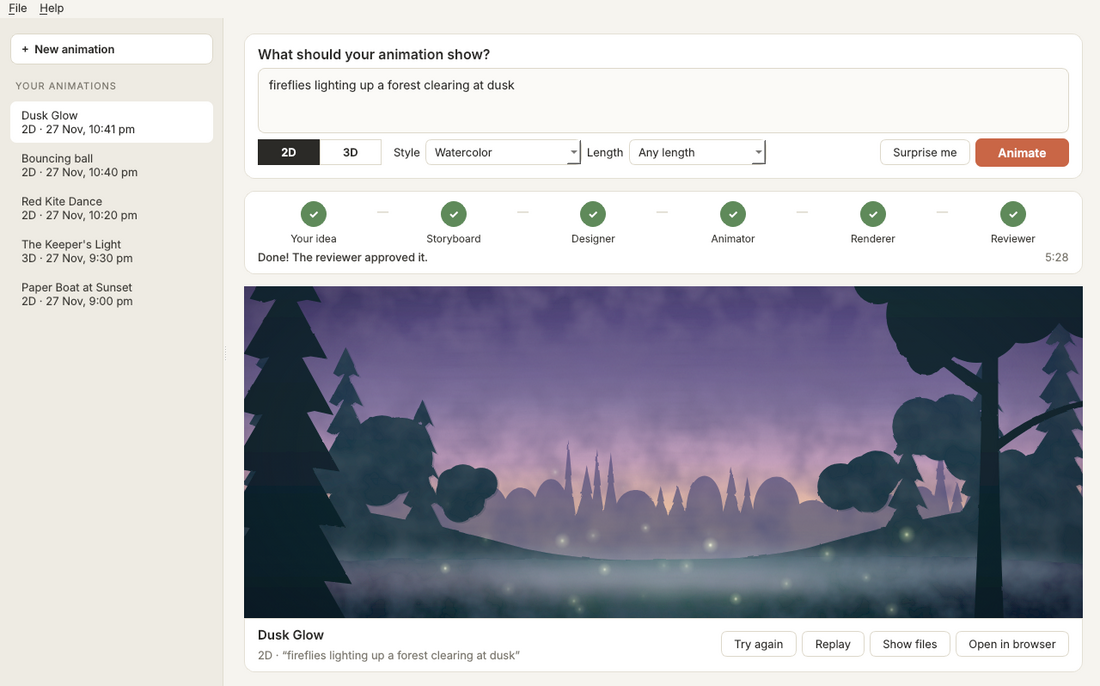 File Help
+ New animation
YOUR ANIMATIONS
Dusk Glow
2D · 27 Nov, 10:41 pm
Bouncing ball
2D · 27 Nov, 10:40 pm
Red Kite Dance
2D · 27 Nov, 10:20 pm
The Keeper's Light
3D · 27 Nov, 9:30 pm
Paper Boat at Sunset
2D · 27 Nov, 9:00 pm
What should your animation show?
fireflies lighting up a forest clearing at dusk
2D 3D Style Watercolor Length Any length Surprise me Animate
Your idea Storyboard Designer Animator Renderer Reviewer
Done! The reviewer approved it. 5:28
Dusk Glow
2D · “fireflies lighting up a forest clearing at dusk”
Try again Replay Show files Open in browser